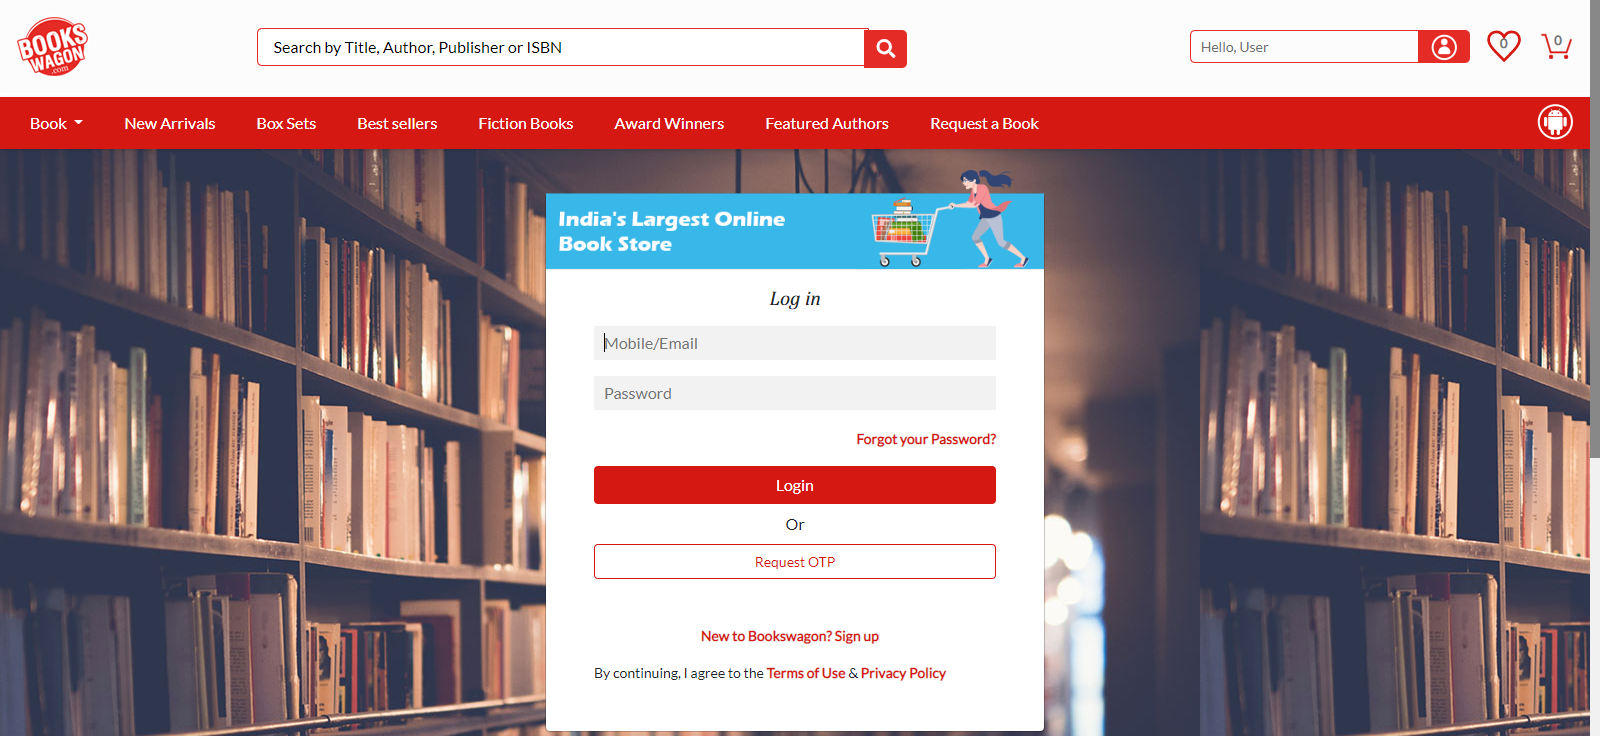 BOOKS
WAGON
.com
Search by Title, Author, Publisher or ISBN
Hello, User
0
0
Book
New Arrivals
Box Sets
Best sellers
Fiction Books
Award Winners
Featured Authors
Request a Book
India's Largest Online
Book Store
Log in
Mobile/Email
Password
Forgot your Password?
Login
Or
Request OTP
New to Bookswagon? Sign up
By continuing, I agree to the Terms of Use & Privacy Policy